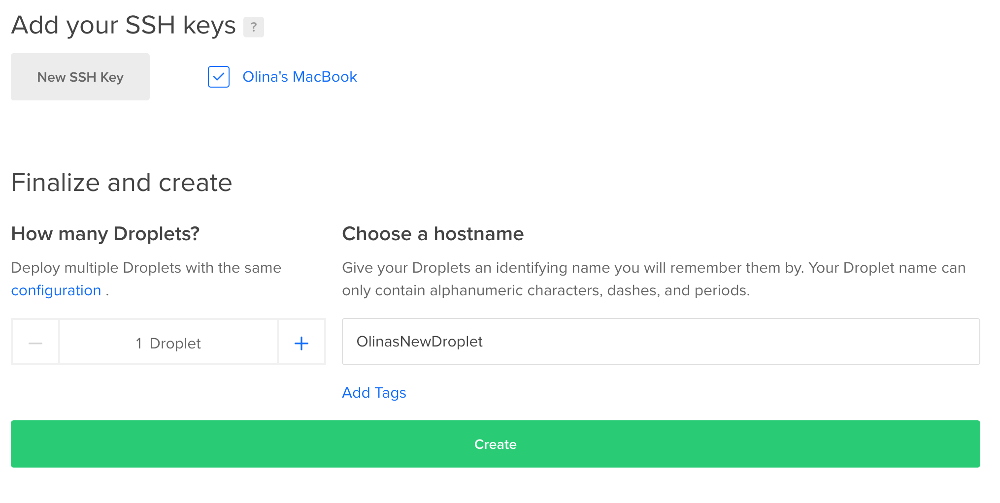 Add your SSH keys ?
New SSH Key
Olina's MacBook
Finalize and create
How many Droplets?
Deploy multiple Droplets with the same
configuration .
1 Droplet
Choose a hostname
Give your Droplets an identifying name you will remember them by. Your Droplet name can
only contain alphanumeric characters, dashes, and periods.
OlinasNewDroplet
Add Tags
Create